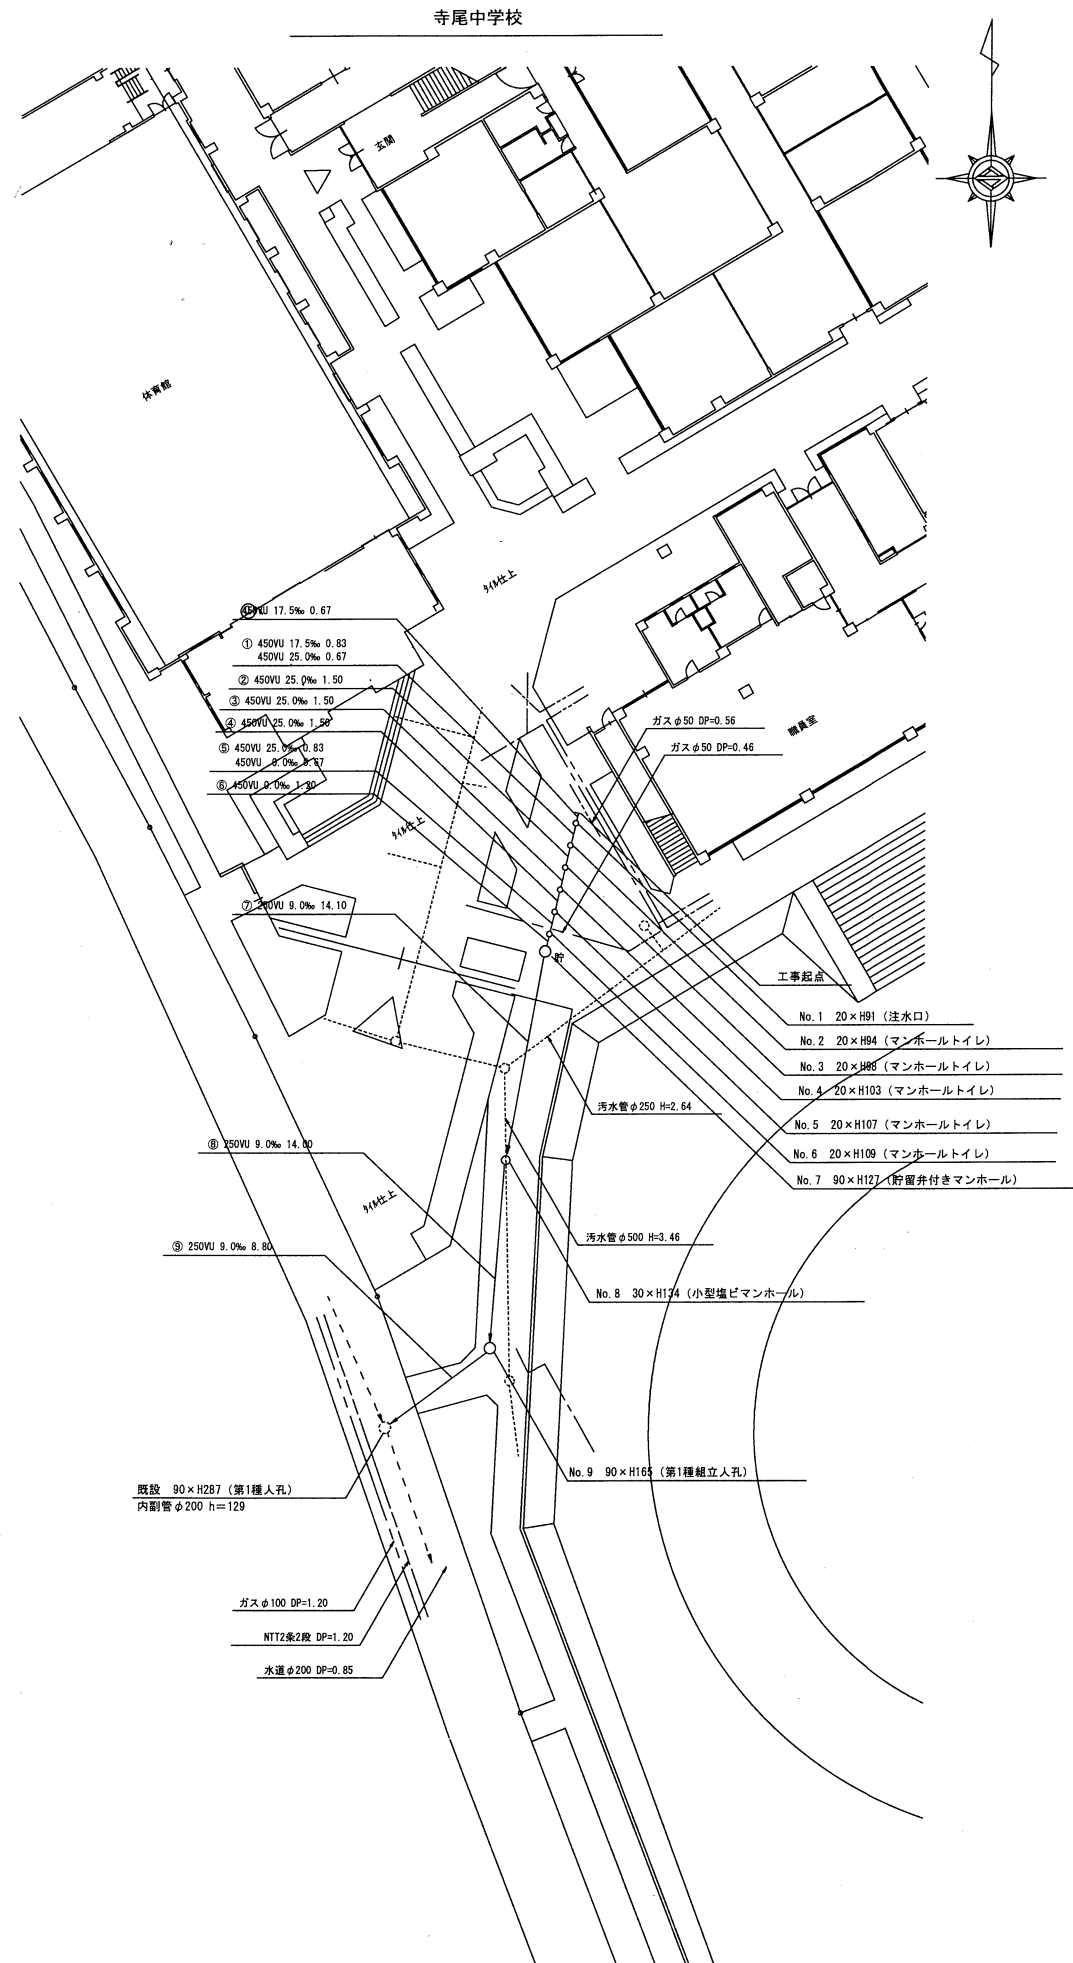 寺尾中学校
玄関
体育館
タイル仕上
450VU 17.5‰ 0.67
① 450VU 17.5‰ 0.83
450VU 25.0‰ 0.67
② 450VU 25.0‰ 1.50
③ 450VU 25.0‰ 1.50
④ 450VU 25.0‰ 1.50
⑤ 450VU 25.0‰ 0.83
450VU 0.0‰ 0.67
⑥ 450VU 0.0‰ 1.20
ガスφ50 DP=0.56
職員室
ガスφ50 DP=0.46
タイル仕上
⑦ 250VU 9.0‰ 14.10
貯
工事起点
No.1 20×H91（注水口）
No.2 20×H94（マンホールトイレ）
No.3 20×H98（マンホールトイレ）
No.4 20×H103（マンホールトイレ）
汚水管φ250 H=2.64
No.5 20×H107（マンホールトイレ）
⑧ 250VU 9.0‰ 14.00
No.6 20×H109（マンホールトイレ）
No.7 90×H127（貯留弁付きマンホール）
タイル仕上
汚水管φ500 H=3.46
⑨ 250VU 9.0‰ 8.80
No.8 30×H134（小型塩ビマンホール）
No.9 90×H165（第1種組立人孔）
既設 90×H287（第1種人孔）
内副管φ200 h＝129
ガスφ100 DP=1.20
NTT2条2段 DP=1.20
水道φ200 DP=0.85